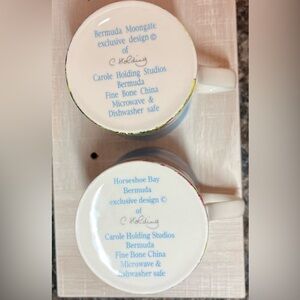 Bermuda Moongate
exclusive design ©
of
C Holding
Carole Holding Studios
Bermuda
Fine Bone China
Microwave &
Dishwasher safe
Horseshoe Bay
Bermuda
exclusive design ©
of
C Holding
Carole Holding Studios
Bermuda
Fine Bone China
Microwave &
Dishwasher safe